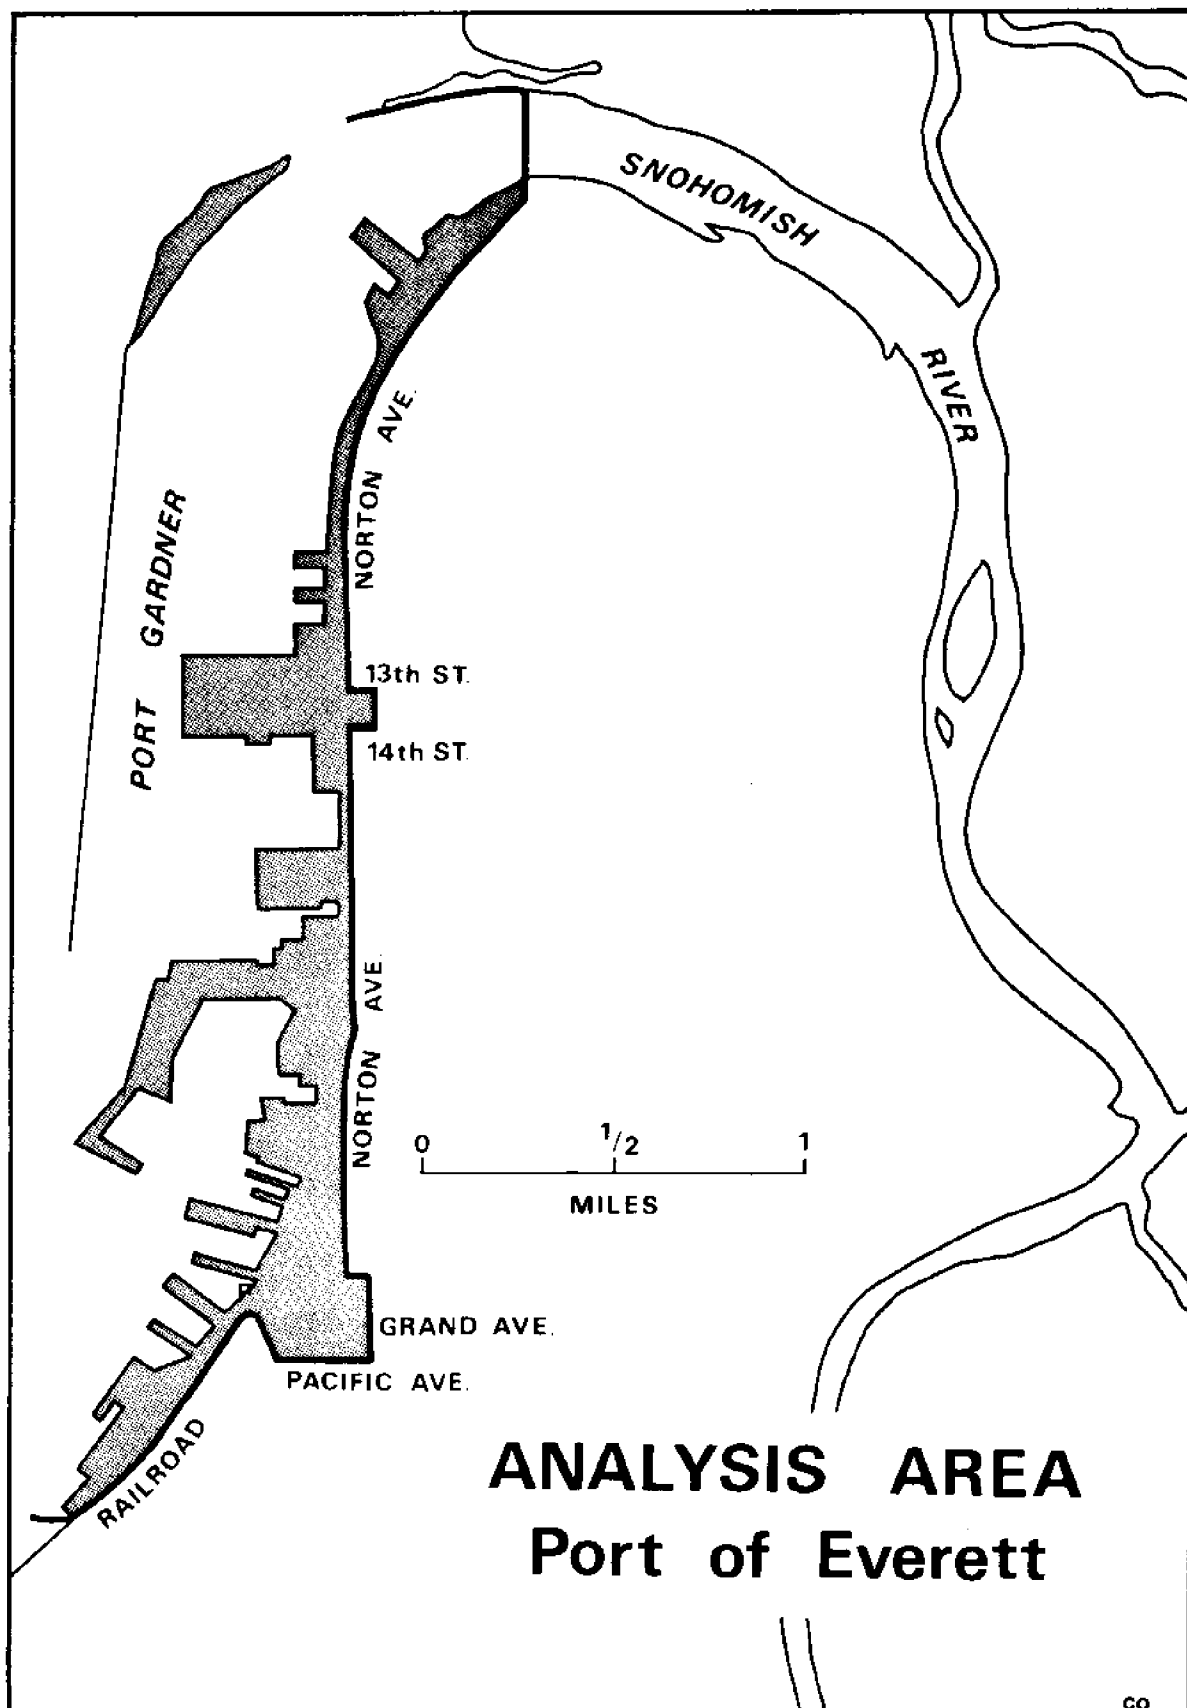 SNOHOMISH
RIVER
NORTON AVE.
PORT GARDNER
13th ST.
14th ST.
NORTON AVE.
0 1/2 1
MILES
GRAND AVE.
PACIFIC AVE.
RAILROAD
ANALYSIS AREA
Port of Everett
CO